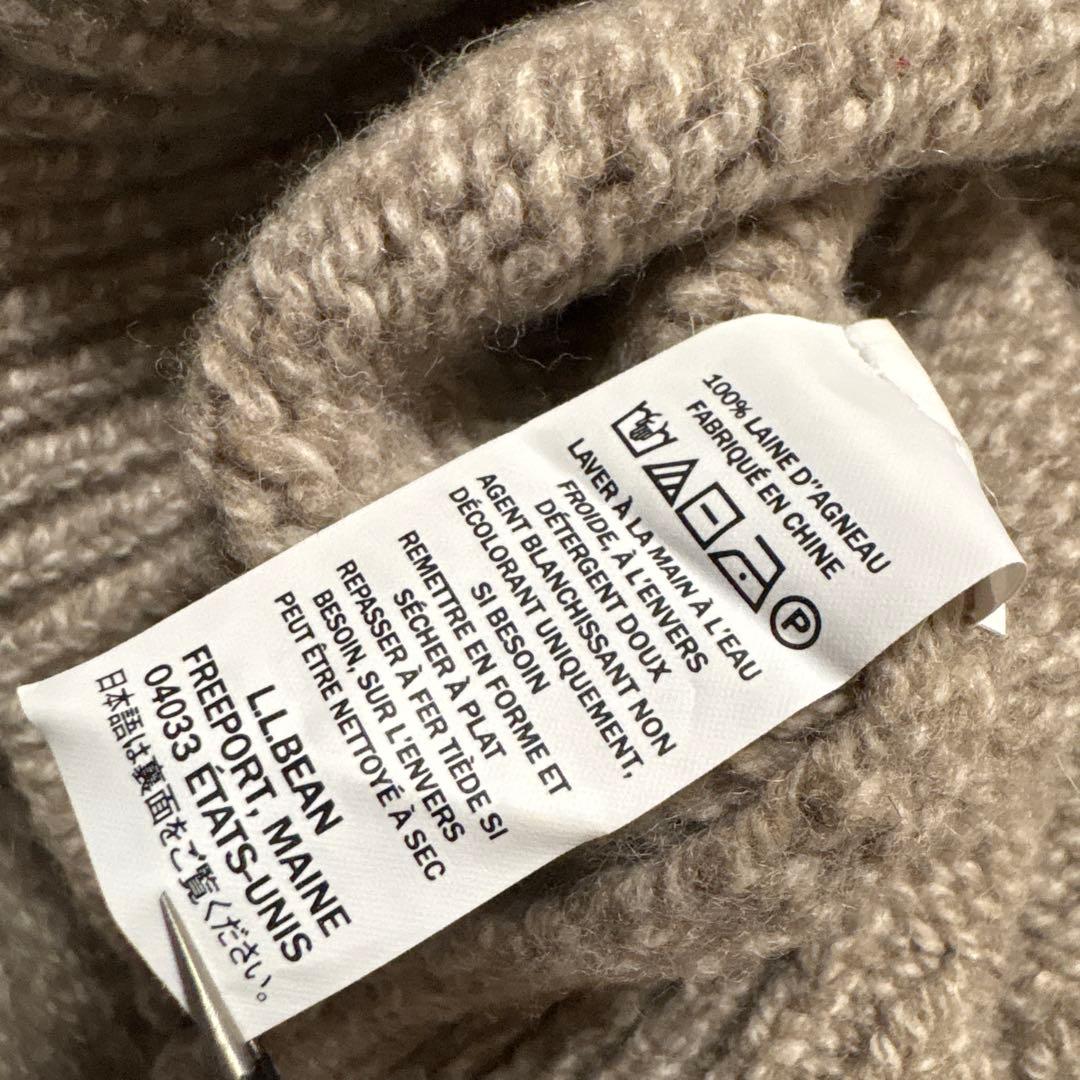 100% LAINE D"AGNEAU
FABRIQUÉ EN CHINE
P
LAVER À LA MAIN À L'EAU
FROIDE, À L'ENVERS
DÉTERGENT DOUX
AGENT BLANCHISSANT NON
DÉCOLORANT UNIQUEMENT,
SI BESOIN
REMETTRE EN FORME ET
SÉCHER À PLAT
REPASSER À FER TIÈDE SI
BESOIN, SUR L'ENVERS
PEUT ÊTRE NETTOYÉ À SEC
L.L.BEAN
FREEPORT, MAINE
04033 ÉTATS-UNIS
日本語は裏面をご覧ください。